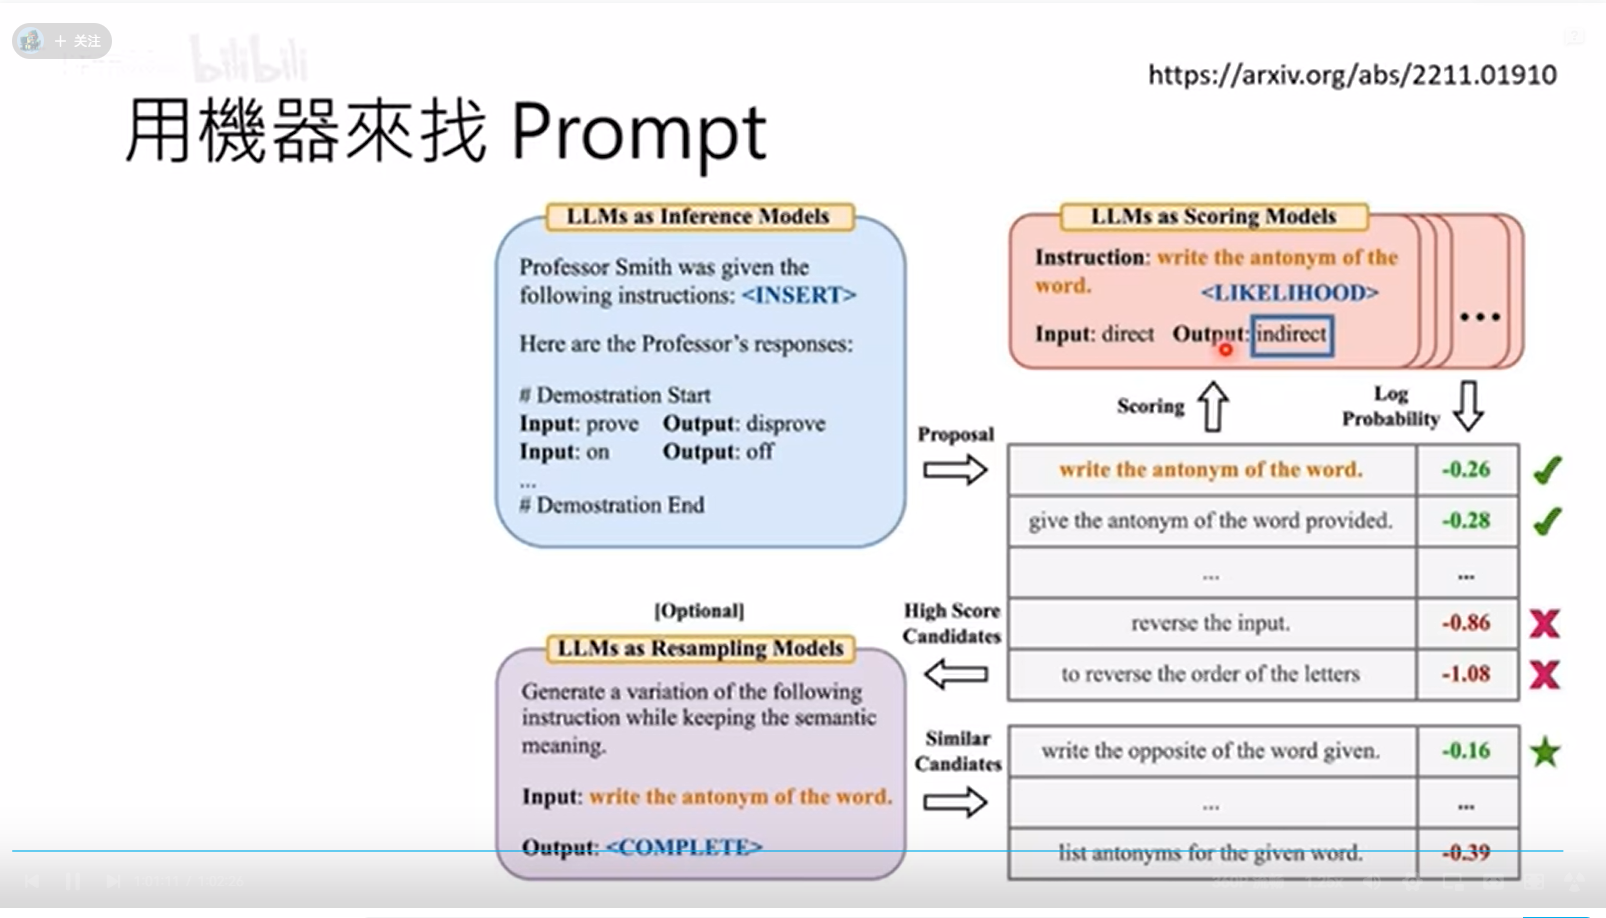 + 关注
bilibili
https://arxiv.org/abs/2211.01910
用機器來找 Prompt
LLMs as Inference Models
Professor Smith was given the
following instructions: <INSERT>
Here are the Professor's responses:
# Demostration Start
Input: prove Output: disprove
Input: on Output: off
...
# Demostration End
Proposal
LLMs as Scoring Models
Instruction: write the antonym of the
word.
<LIKELIHOOD>
Input: direct Output: indirect
...
Scoring
Log
Probability
write the antonym of the word. -0.26
give the antonym of the word provided. -0.28
... ...
reverse the input. -0.86
to reverse the order of the letters -1.08
High Score
Candidates
[Optional]
LLMs as Resampling Models
Generate a variation of the following
instruction while keeping the semantic
meaning.
Input: write the antonym of the word.
Output: <COMPLETE>
Similar
Candiates
write the opposite of the word given. -0.16
... ...
list antonyms for the given word. -0.39